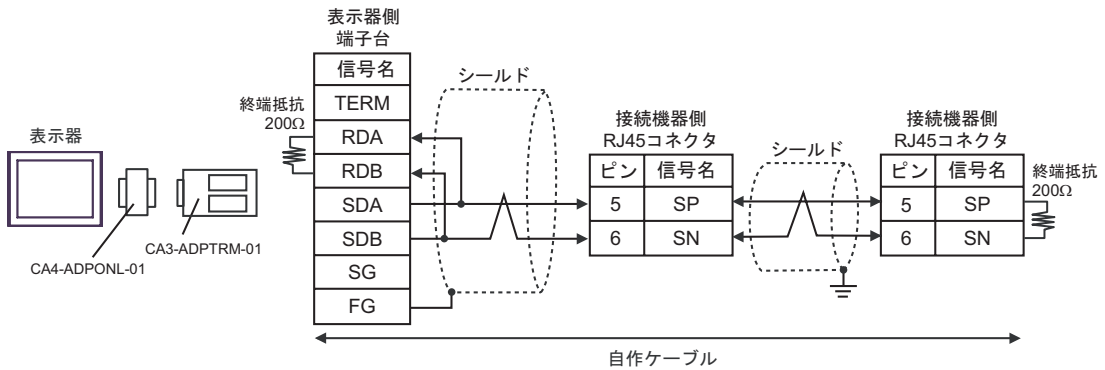 表示器
CA4-ADPONL-01
CA3-ADPTRM-01
表示器側
端子台
信号名
TERM
RDA
RDB
SDA
SDB
SG
FG
終端抵抗
200Ω
シールド
接続機器側
RJ45コネクタ
ピン 信号名
5 SP
6 SN
シールド
接続機器側
RJ45コネクタ
ピン 信号名
5 SP
6 SN
終端抵抗
200Ω
自作ケーブル